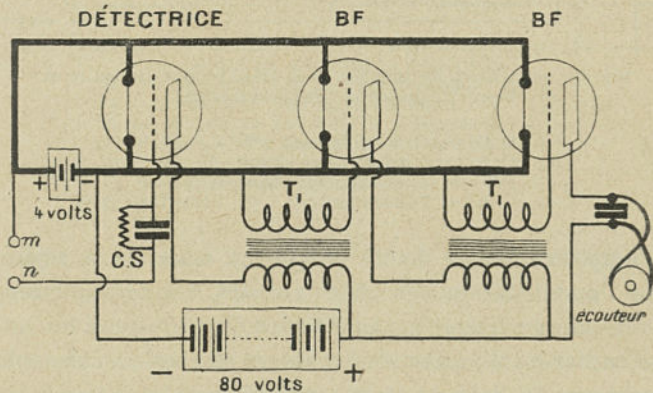 DÉTECTRICE
BF
BF
+ -
4 volts
m
n
C.S
T₁
T₁
écouteur
- +
80 volts